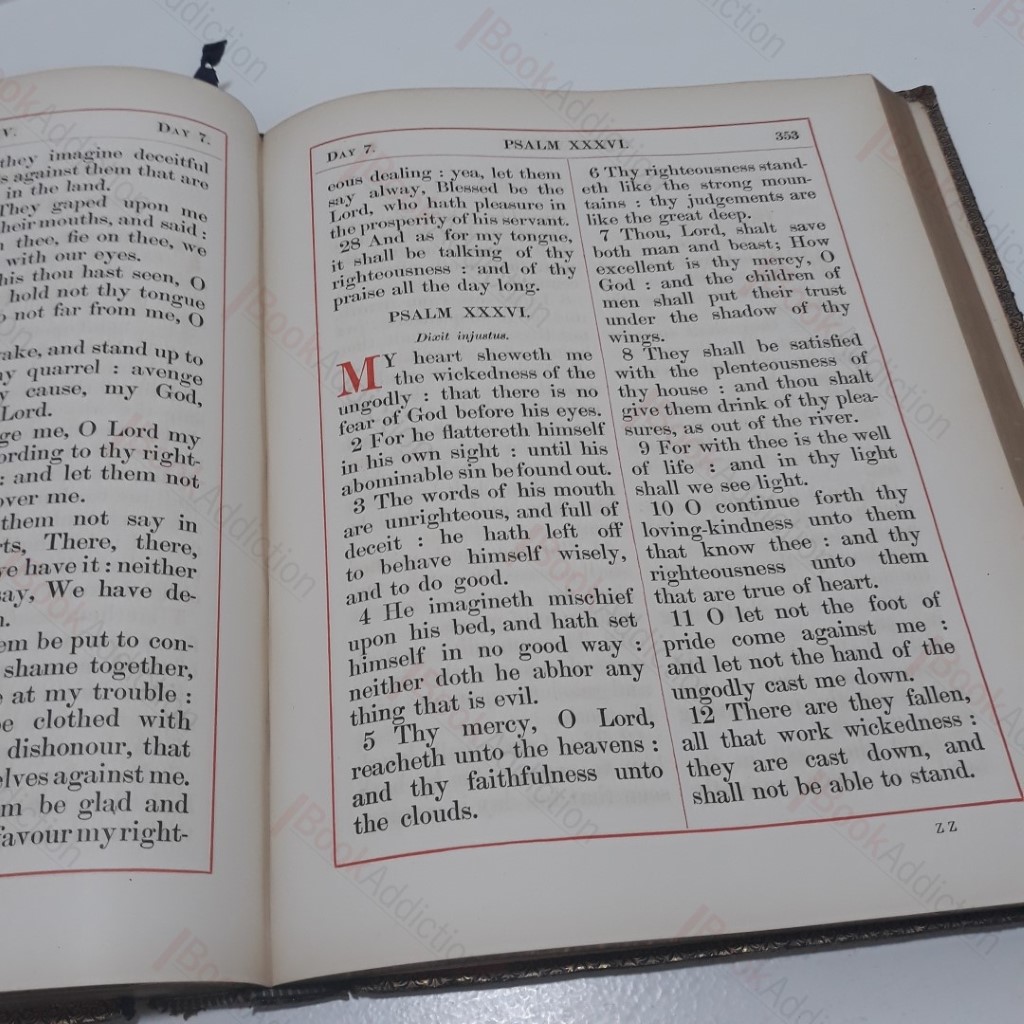 V.
DAY 7.
they imagine deceitful
s against them that are
in the land.
They gaped upon me
heir mouths, and said :
thee, fie on thee, we
with our eyes.
his thou hast seen, O
hold not thy tongue
o not far from me, O
ake, and stand up to
y quarrel : avenge
y cause, my God,
Lord.
ge me, O Lord my
ording to thy right-
: and let them not
over me.
them not say in
ts, There, there,
ve have it : neither
say, We have de-
em be put to con-
shame together,
e at my trouble :
be clothed with
dishonour, that
elves against me.
m be glad and
favour my right-
DAY 7.
PSALM XXXVI.
353
eous dealing : yea, let them
say alway, Blessed be the
Lord, who hath pleasure in
the prosperity of his servant.
28 And as for my tongue,
it shall be talking of thy
righteousness : and of thy
praise all the day long.
PSALM XXXVI.
Dixit injustus.
MY heart sheweth me
the wickedness of the
ungodly : that there is no
fear of God before his eyes.
2 For he flattereth himself
in his own sight : until his
abominable sin be found out.
3 The words of his mouth
are unrighteous, and full of
deceit : he hath left off
to behave himself wisely,
and to do good.
4 He imagineth mischief
upon his bed, and hath set
himself in no good way :
neither doth he abhor any
thing that is evil.
5 Thy mercy, O Lord,
reacheth unto the heavens :
and thy faithfulness unto
the clouds.
6 Thy righteousness stand-
eth like the strong moun-
tains : thy judgements are
like the great deep.
7 Thou, Lord, shalt save
both man and beast; How
excellent is thy mercy, O
God : and the children of
men shall put their trust
under the shadow of thy
wings.
8 They shall be satisfied
with the plenteousness of
thy house : and thou shalt
give them drink of thy plea-
sures, as out of the river.
9 For with thee is the well
of life : and in thy light
shall we see light.
10 O continue forth thy
loving-kindness unto them
that know thee : and thy
righteousness unto them
that are true of heart.
11 O let not the foot of
pride come against me :
and let not the hand of the
ungodly cast me down.
12 There are they fallen,
all that work wickedness :
they are cast down, and
shall not be able to stand.
Z Z
BookAddiction